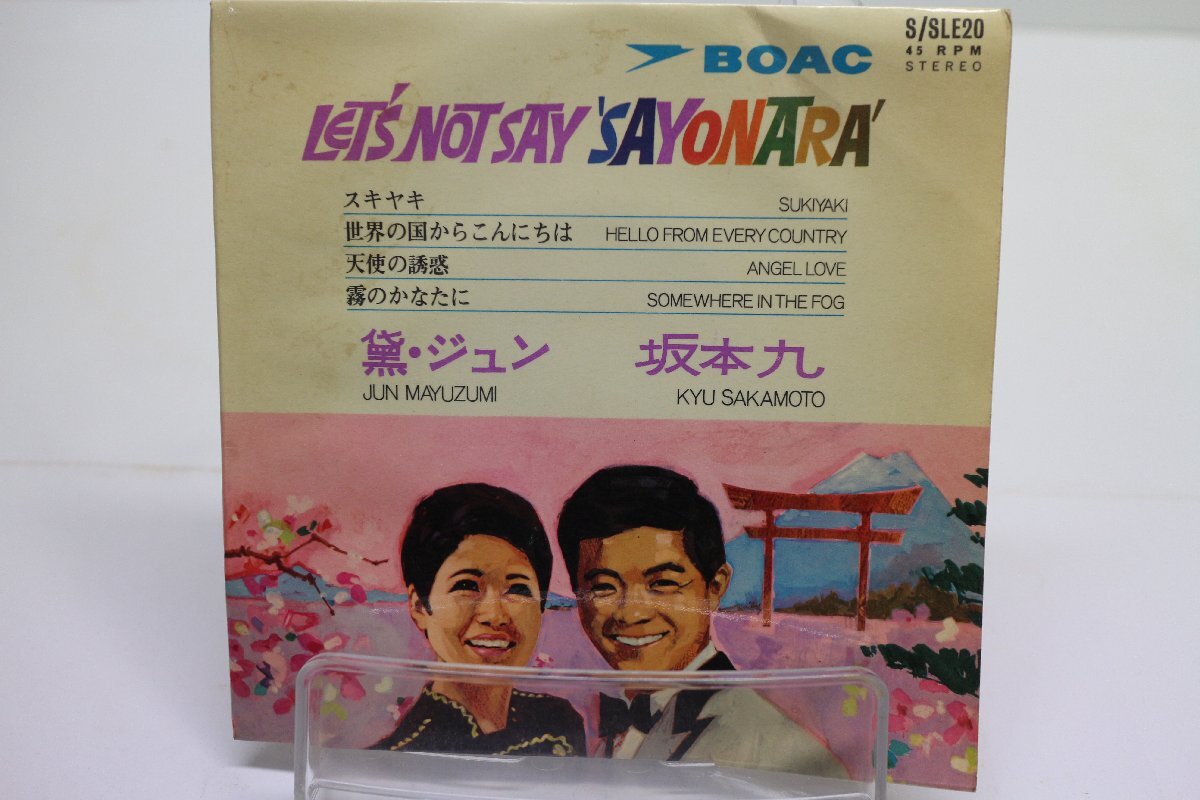 S/SLE20
45 RPM
STEREO
BOAC
LET'S NOT SAY 'SAYONARA'
スキヤキ SUKIYAKI
世界の国からこんにちは HELLO FROM EVERY COUNTRY
天使の誘惑 ANGEL LOVE
霧のかなたに SOMEWHERE IN THE FOG
黛・ジュン 坂本九
JUN MAYUZUMI KYU SAKAMOTO